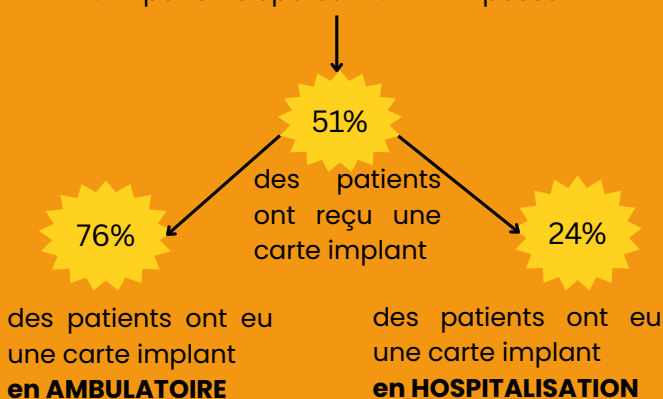 51%
des patients
ont reçu une
carte implant
76%
24%
des patients ont eu
une carte implant
en AMBULATOIRE
des patients ont eu
une carte implant
en HOSPITALISATION